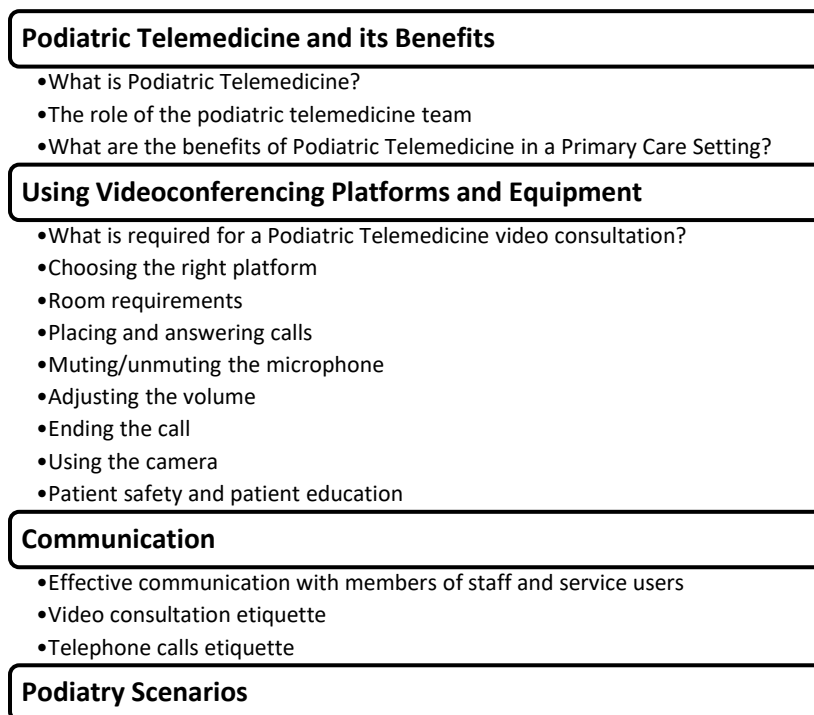 Podiatric Telemedicine and its Benefits
•What is Podiatric Telemedicine?
•The role of the podiatric telemedicine team
•What are the benefits of Podiatric Telemedicine in a Primary Care Setting?
Using Videoconferencing Platforms and Equipment
•What is required for a Podiatric Telemedicine video consultation?
•Choosing the right platform
•Room requirements
•Placing and answering calls
•Muting/unmuting the microphone
•Adjusting the volume
•Ending the call
•Using the camera
•Patient safety and patient education
Communication
•Effective communication with members of staff and service users
•Video consultation etiquette
•Telephone calls etiquette
Podiatry Scenarios